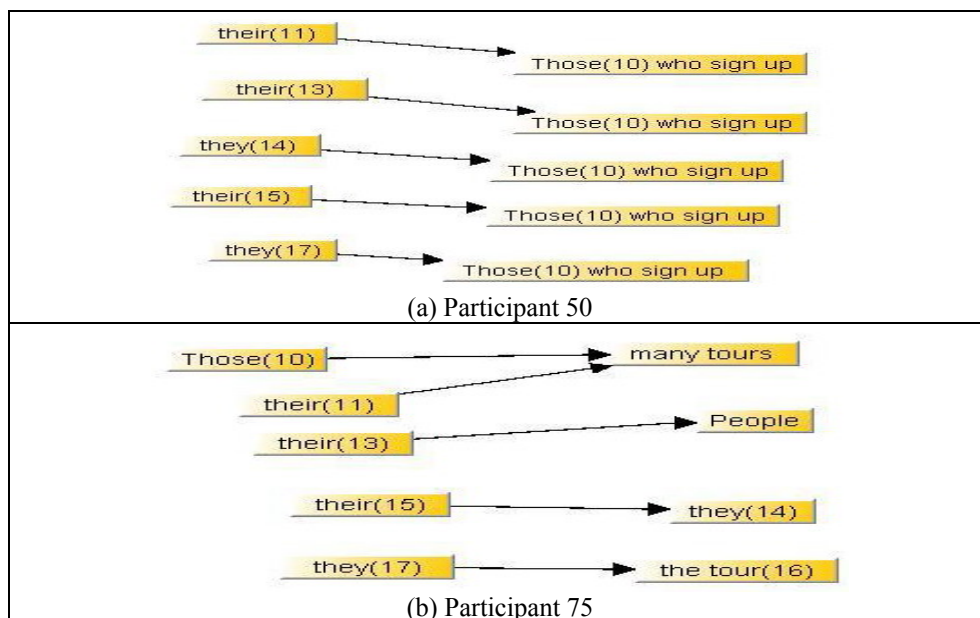 their(11)
Those(10) who sign up
their(13)
Those(10) who sign up
they(14)
Those(10) who sign up
their(15)
Those(10) who sign up
they(17)
Those(10) who sign up
(a) Participant 50
Those(10)
many tours
their(11)
People
their(13)
their(15)
they(14)
they(17)
the tour(16)
(b) Participant 75